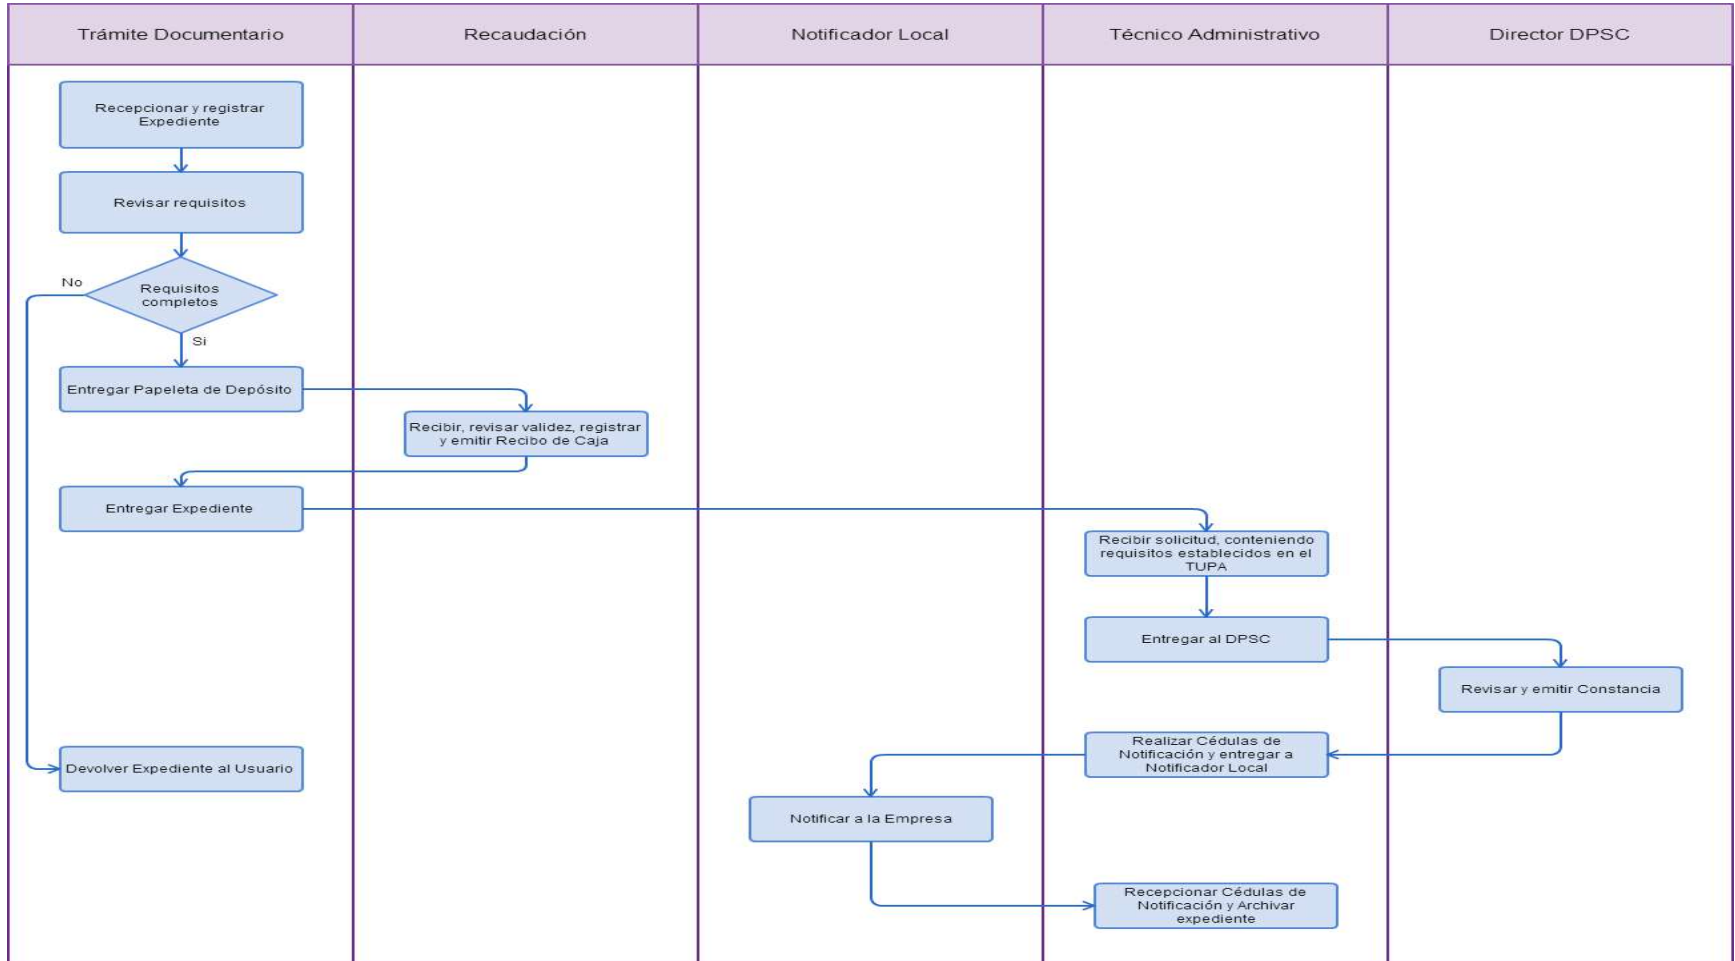 Trámite Documentario
Recaudación
Notificador Local
Técnico Administrativo
Director DPSC
Recepcionar y registrar
Expediente
Revisar requisitos
No
Requisitos
completos
Si
Entregar Papeleta de Depósito
Recibir, revisar validez, registrar
y emitir Recibo de Caja
Entregar Expediente
Recibir solicitud, conteniendo
requisitos establecidos en el
TUPA
Entregar al DPSC
Revisar y emitir Constancia
Realizar Cédulas de
Notificación y entregar a
Notificador Local
Devolver Expediente al Usuario
Notificar a la Empresa
Recepcionar Cédulas de
Notificación y Archivar
expediente